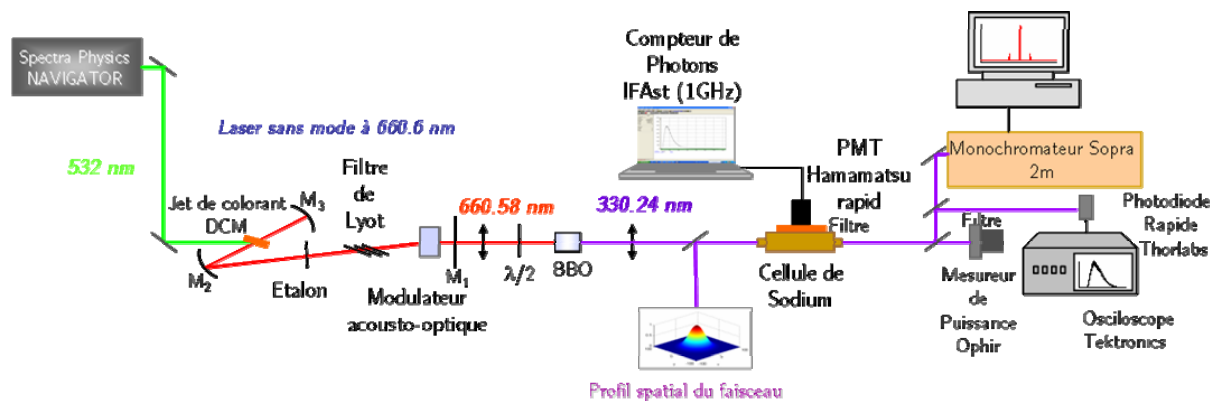 Spectra Physics
NAVIGATOR
532 nm
Laser sans mode à 660.6 nm
Jet de colorant
DCM
M3
M2
Etalon
Filtre
de
Lyot
Modulateur
acousto-optique
M1
660.58 nm
λ/2
BBO
330.24 nm
Profil spatial du faisceau
Compteur de
Photons
IFAst (1GHz)
PMT
Hamamatsu
rapid
Filtre
Cellule de
Sodium
Monochromateur Sopra
2m
Filtre
Photodiode
Rapide
Thorlabs
Mesureur
de
Puissance
Ophir
Osciloscope
Tektronics